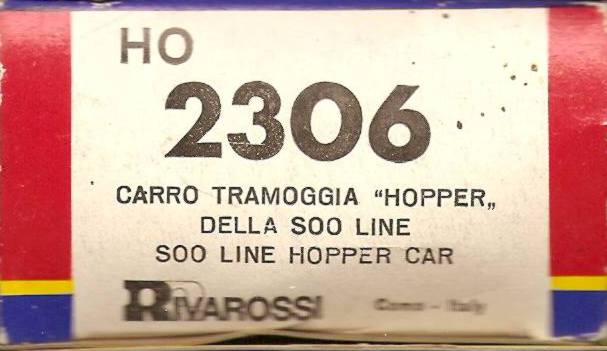 HO
2306
CARRO TRAMOGGIA "HOPPER„
DELLA SOO LINE
SOO LINE HOPPER CAR
RIVAROSSI Como - Italy